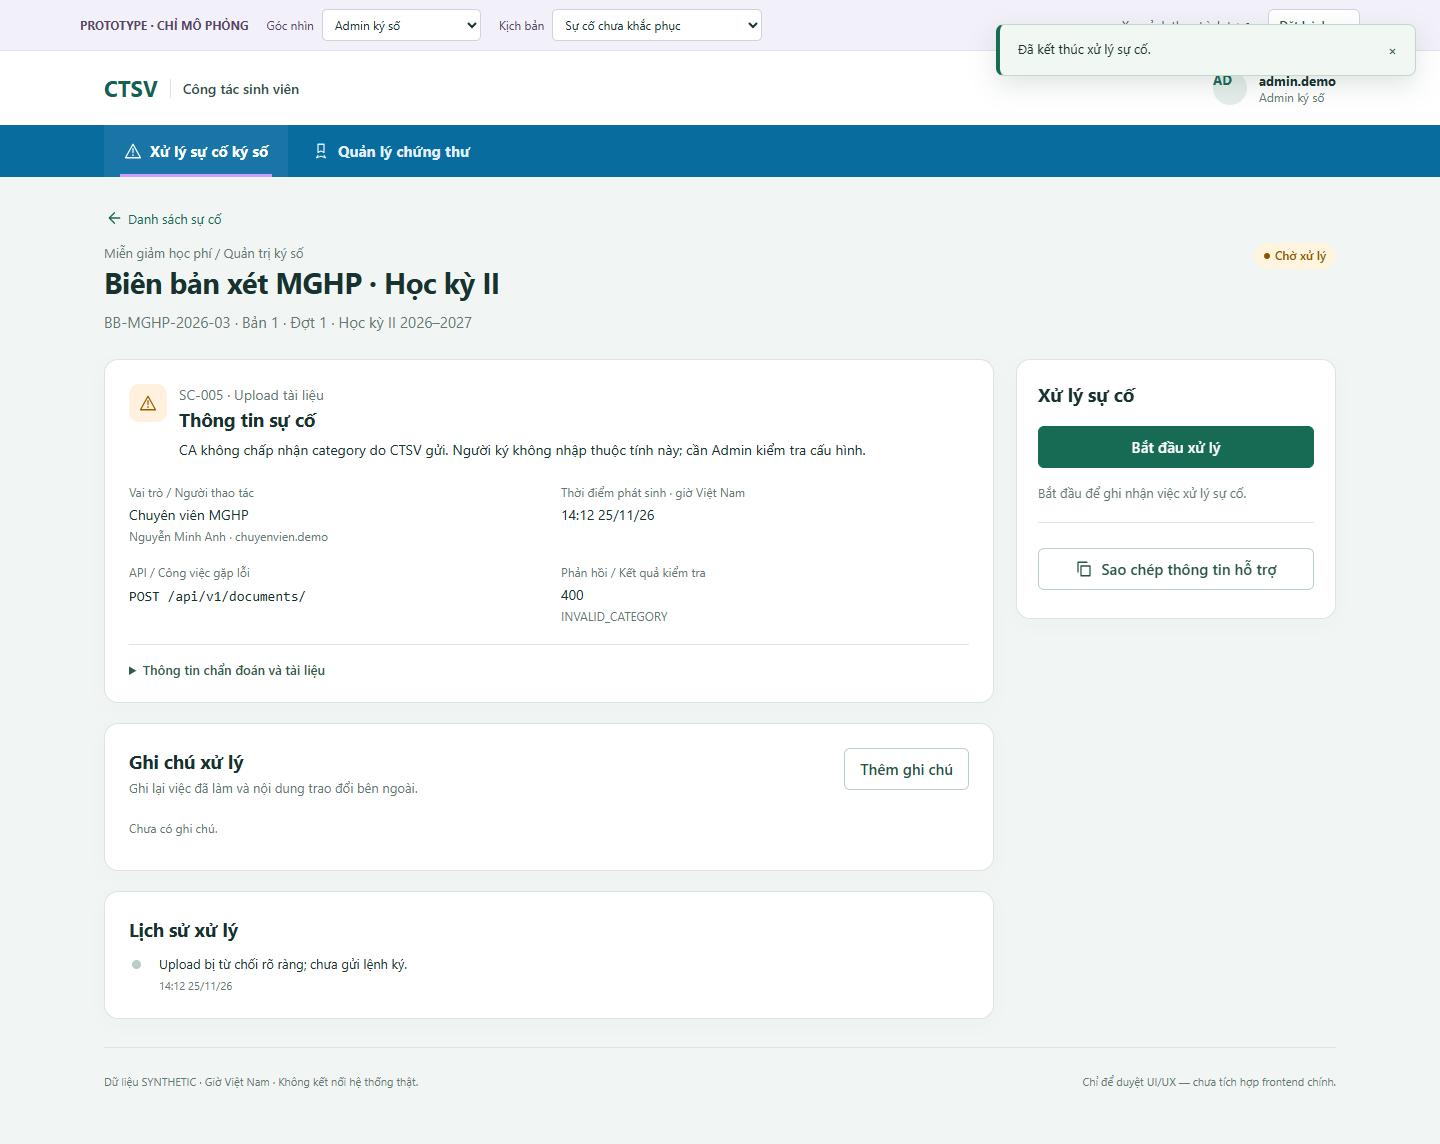 PROTOTYPE · CHỈ MÔ PHỎNG
Góc nhìn
Admin ký số
Kịch bản
Sự cố chưa khắc phục
Đã kết thúc xử lý sự cố.
×
CTSV
Công tác sinh viên
AD
admin.demo
Admin ký số
Xử lý sự cố ký số
Quản lý chứng thư
Danh sách sự cố
Miễn giảm học phí / Quản trị ký số
Chờ xử lý
Biên bản xét MGHP · Học kỳ II
BB-MGHP-2026-03 · Bản 1 · Đợt 1 · Học kỳ II 2026–2027
SC-005 · Upload tài liệu
Thông tin sự cố
CA không chấp nhận category do CTSV gửi. Người ký không nhập thuộc tính này; cần Admin kiểm tra cấu hình.
Vai trò / Người thao tác
Chuyên viên MGHP
Nguyễn Minh Anh · chuyenvien.demo
Thời điểm phát sinh · giờ Việt Nam
14:12 25/11/26
API / Công việc gặp lỗi
POST /api/v1/documents/
Phản hồi / Kết quả kiểm tra
400
INVALID_CATEGORY
Thông tin chẩn đoán và tài liệu
Xử lý sự cố
Bắt đầu xử lý
Bắt đầu để ghi nhận việc xử lý sự cố.
Sao chép thông tin hỗ trợ
Ghi chú xử lý
Ghi lại việc đã làm và nội dung trao đổi bên ngoài.
Thêm ghi chú
Chưa có ghi chú.
Lịch sử xử lý
Upload bị từ chối rõ ràng; chưa gửi lệnh ký.
14:12 25/11/26
Dữ liệu SYNTHETIC · Giờ Việt Nam · Không kết nối hệ thống thật.
Chỉ để duyệt UI/UX — chưa tích hợp frontend chính.